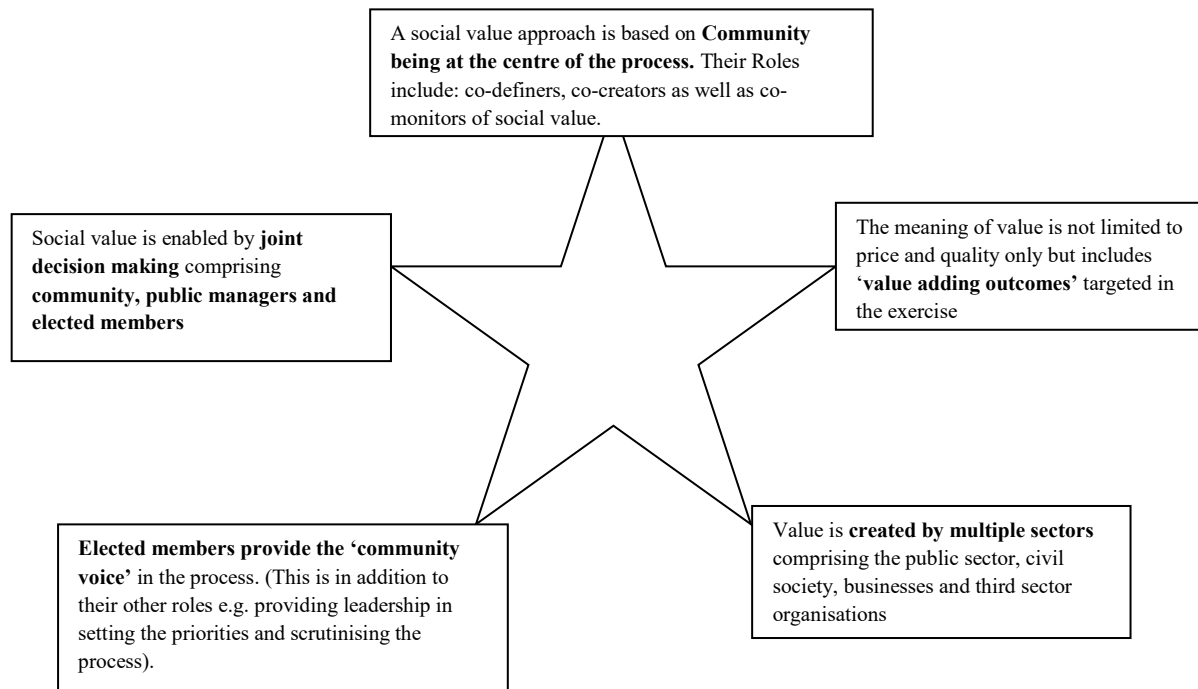 A social value approach is based on Community
being at the centre of the process. Their Roles
include: co-definers, co-creators as well as co-
monitors of social value.
Social value is enabled by joint
decision making comprising
community, public managers and
elected members
The meaning of value is not limited to
price and quality only but includes
‘value adding outcomes’ targeted in
the exercise
Elected members provide the ‘community
voice’ in the process. (This is in addition to
their other roles e.g. providing leadership in
setting the priorities and scrutinising the
process).
Value is created by multiple sectors
comprising the public sector, civil
society, businesses and third sector
organisations